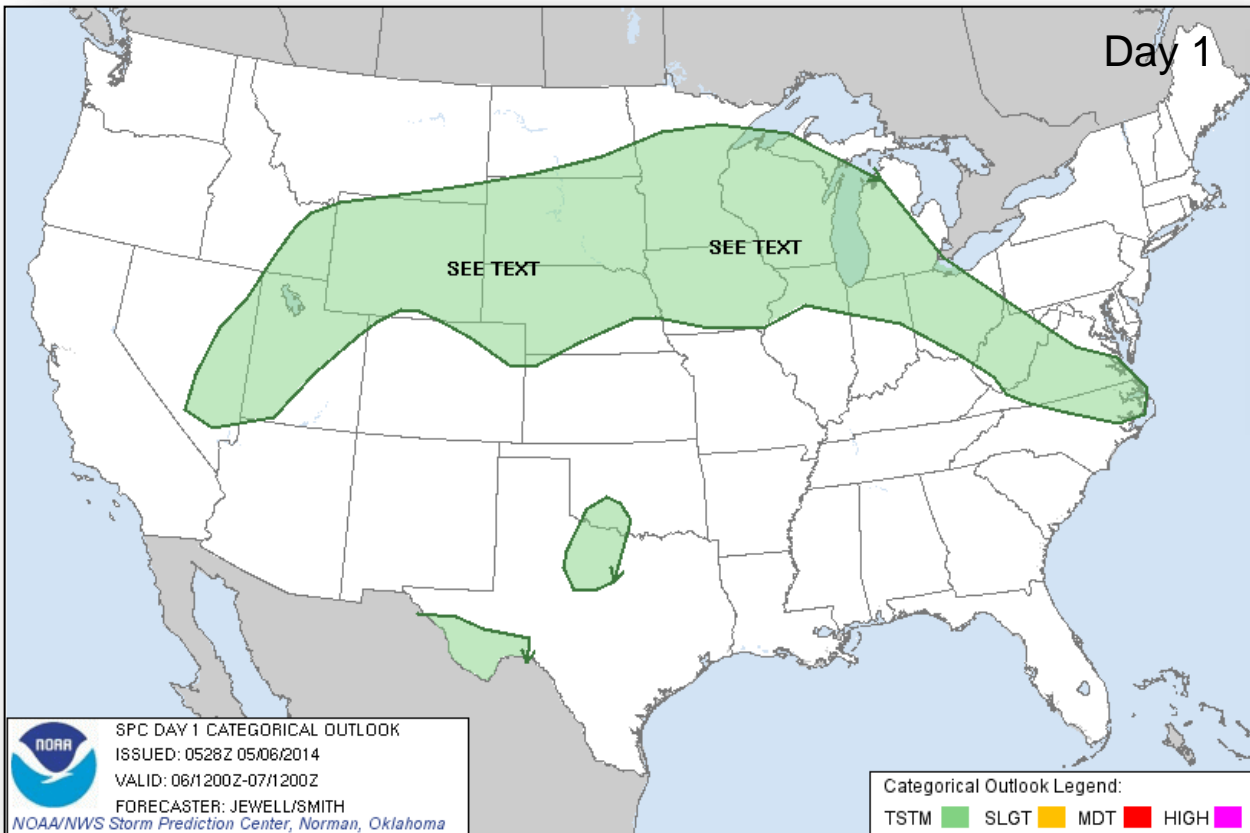 Day 1
SEE TEXT
SEE TEXT
NOAA
SPC DAY 1 CATEGORICAL OUTLOOK
ISSUED: 0528Z 05/06/2014
VALID: 06/1200Z-07/1200Z
FORECASTER: JEWELL/SMITH
NOAA/NWS Storm Prediction Center, Norman, Oklahoma
Categorical Outlook Legend:
TSTM SLGT MDT HIGH